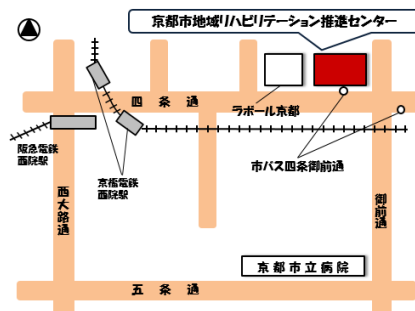 京都市地域リハビリテーション推進センター
四条通
ラボール京都
阪急電鉄
西院駅
京福電鉄
西院駅
市バス四条御前通
西大路通
御前通
京都市立病院
五条通